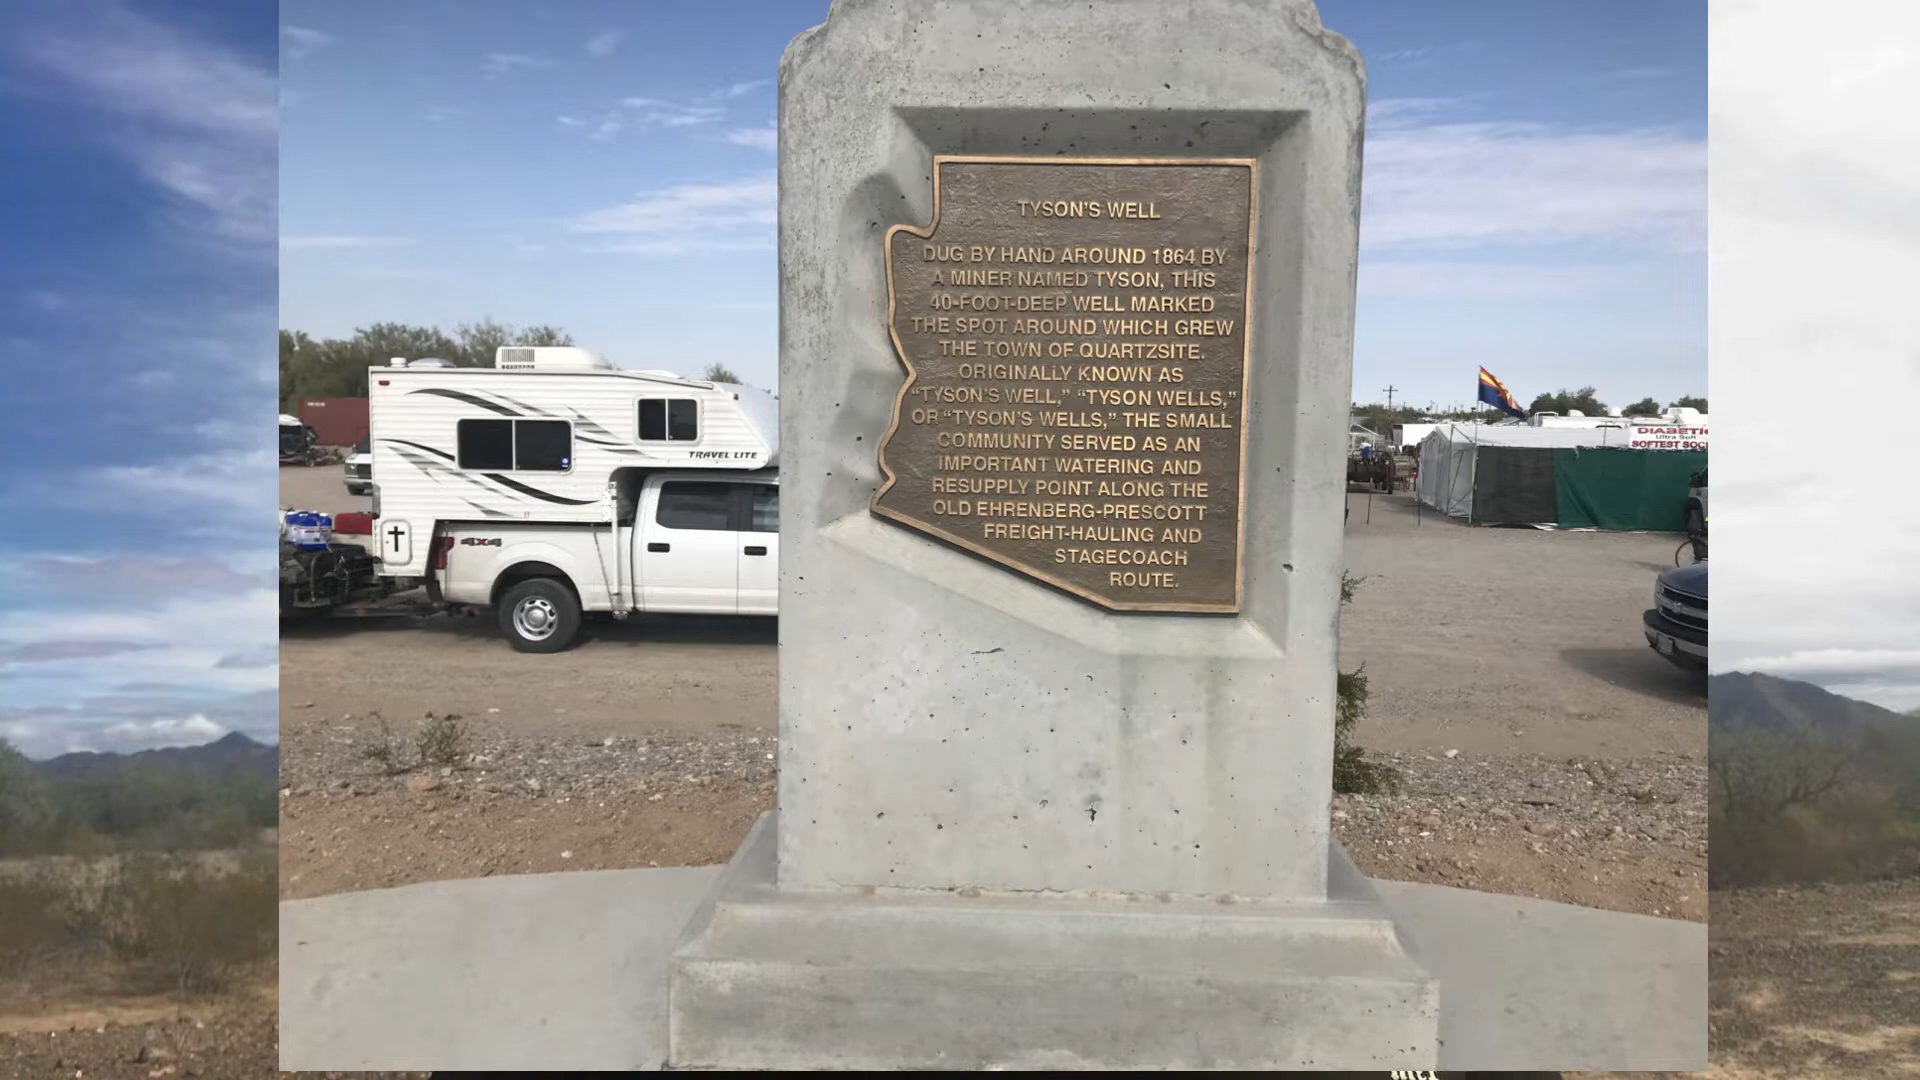 TYSON'S WELL
DUG BY HAND AROUND 1864 BY
A MINER NAMED TYSON, THIS
40-FOOT-DEEP WELL MARKED
THE SPOT AROUND WHICH GREW
THE TOWN OF QUARTZSITE.
ORIGINALLY KNOWN AS
"TYSON'S WELL," "TYSON WELLS,"
OR "TYSON'S WELLS," THE SMALL
COMMUNITY SERVED AS AN
IMPORTANT WATERING AND
RESUPPLY POINT ALONG THE
OLD EHRENBERG-PRESCOTT
FREIGHT-HAULING AND
STAGECOACH
ROUTE.
TRAVEL LITE
4X4
DIABETIC
Ultra Soft
SOFTEST